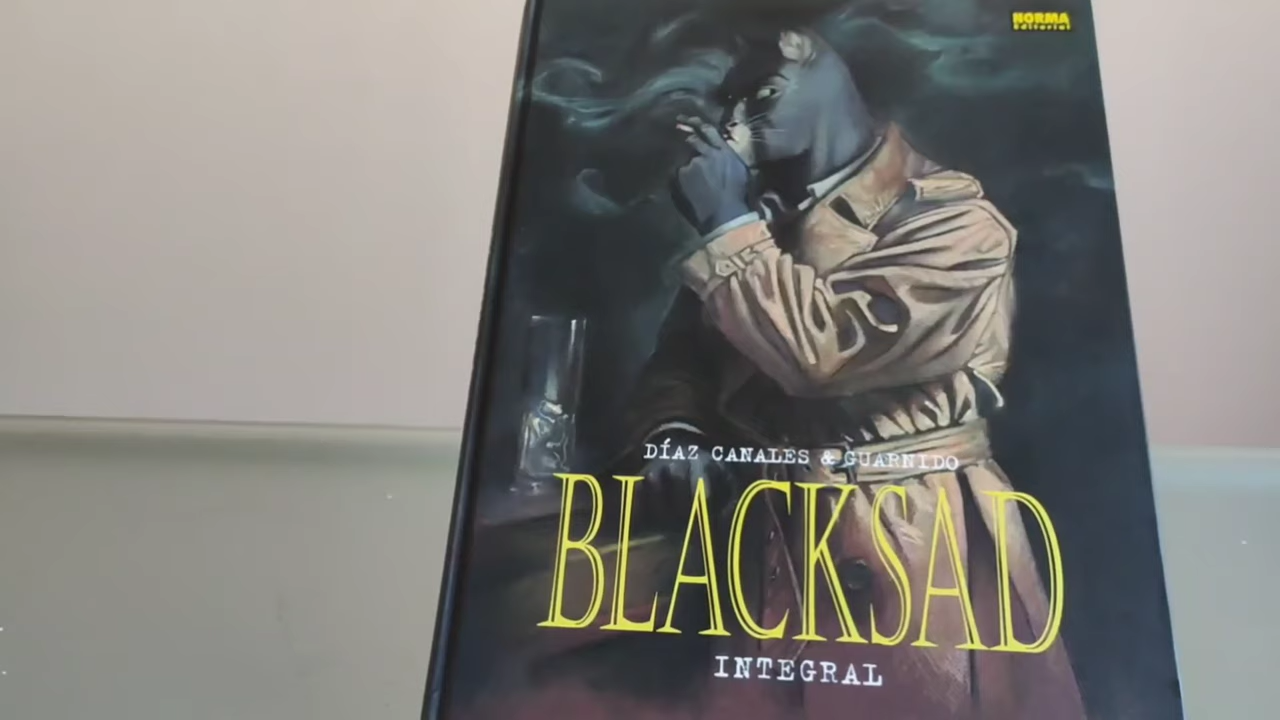 NORMA
Editorial
DÍAZ CANALES & GUARNIDO
BLACKSAD
INTEGRAL